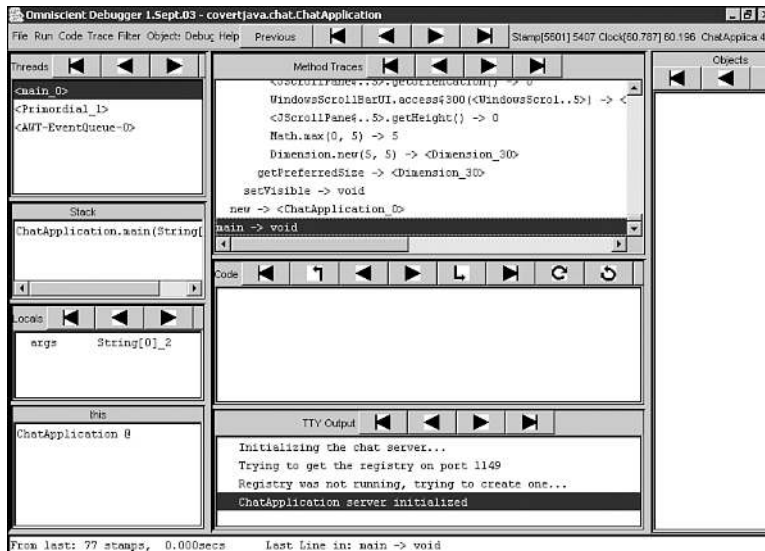 Omniscient Debugger 1.Sept.03 - covertjava.chat.ChatApplication
File Run Code Trace Filter Objects Debug Help Previous Stamp[5601] 5407 Clock[60.787] 60.196 ChatApplica
Threads
<main_0>
<Primordial_1>
<AWT-EventQueue-0>
Method Traces
<JScrollPane$..5>.getOrientation() -> 0
WindowsScrollBarUI.access$300(<WindowsScrol..5>) -> <
<JScrollPane$..5>.getHeight() -> 0
Math.max(0, 5) -> 5
Dimension.new(5, 5) -> <Dimension_30>
getPreferredSize -> <Dimension_30>
setVisible -> void
new -> <ChatApplication_0>
main -> void
Objects
Stack
ChatApplication.main(String[
Code
Locals
args String[0]_2
this
ChatApplication @
TTY Output
Initializing the chat server...
Trying to get the registry on port 1149
Registry was not running, trying to create one...
ChatApplication server initialized
From last: 77 stamps, 0.000secs Last Line in: main -> void